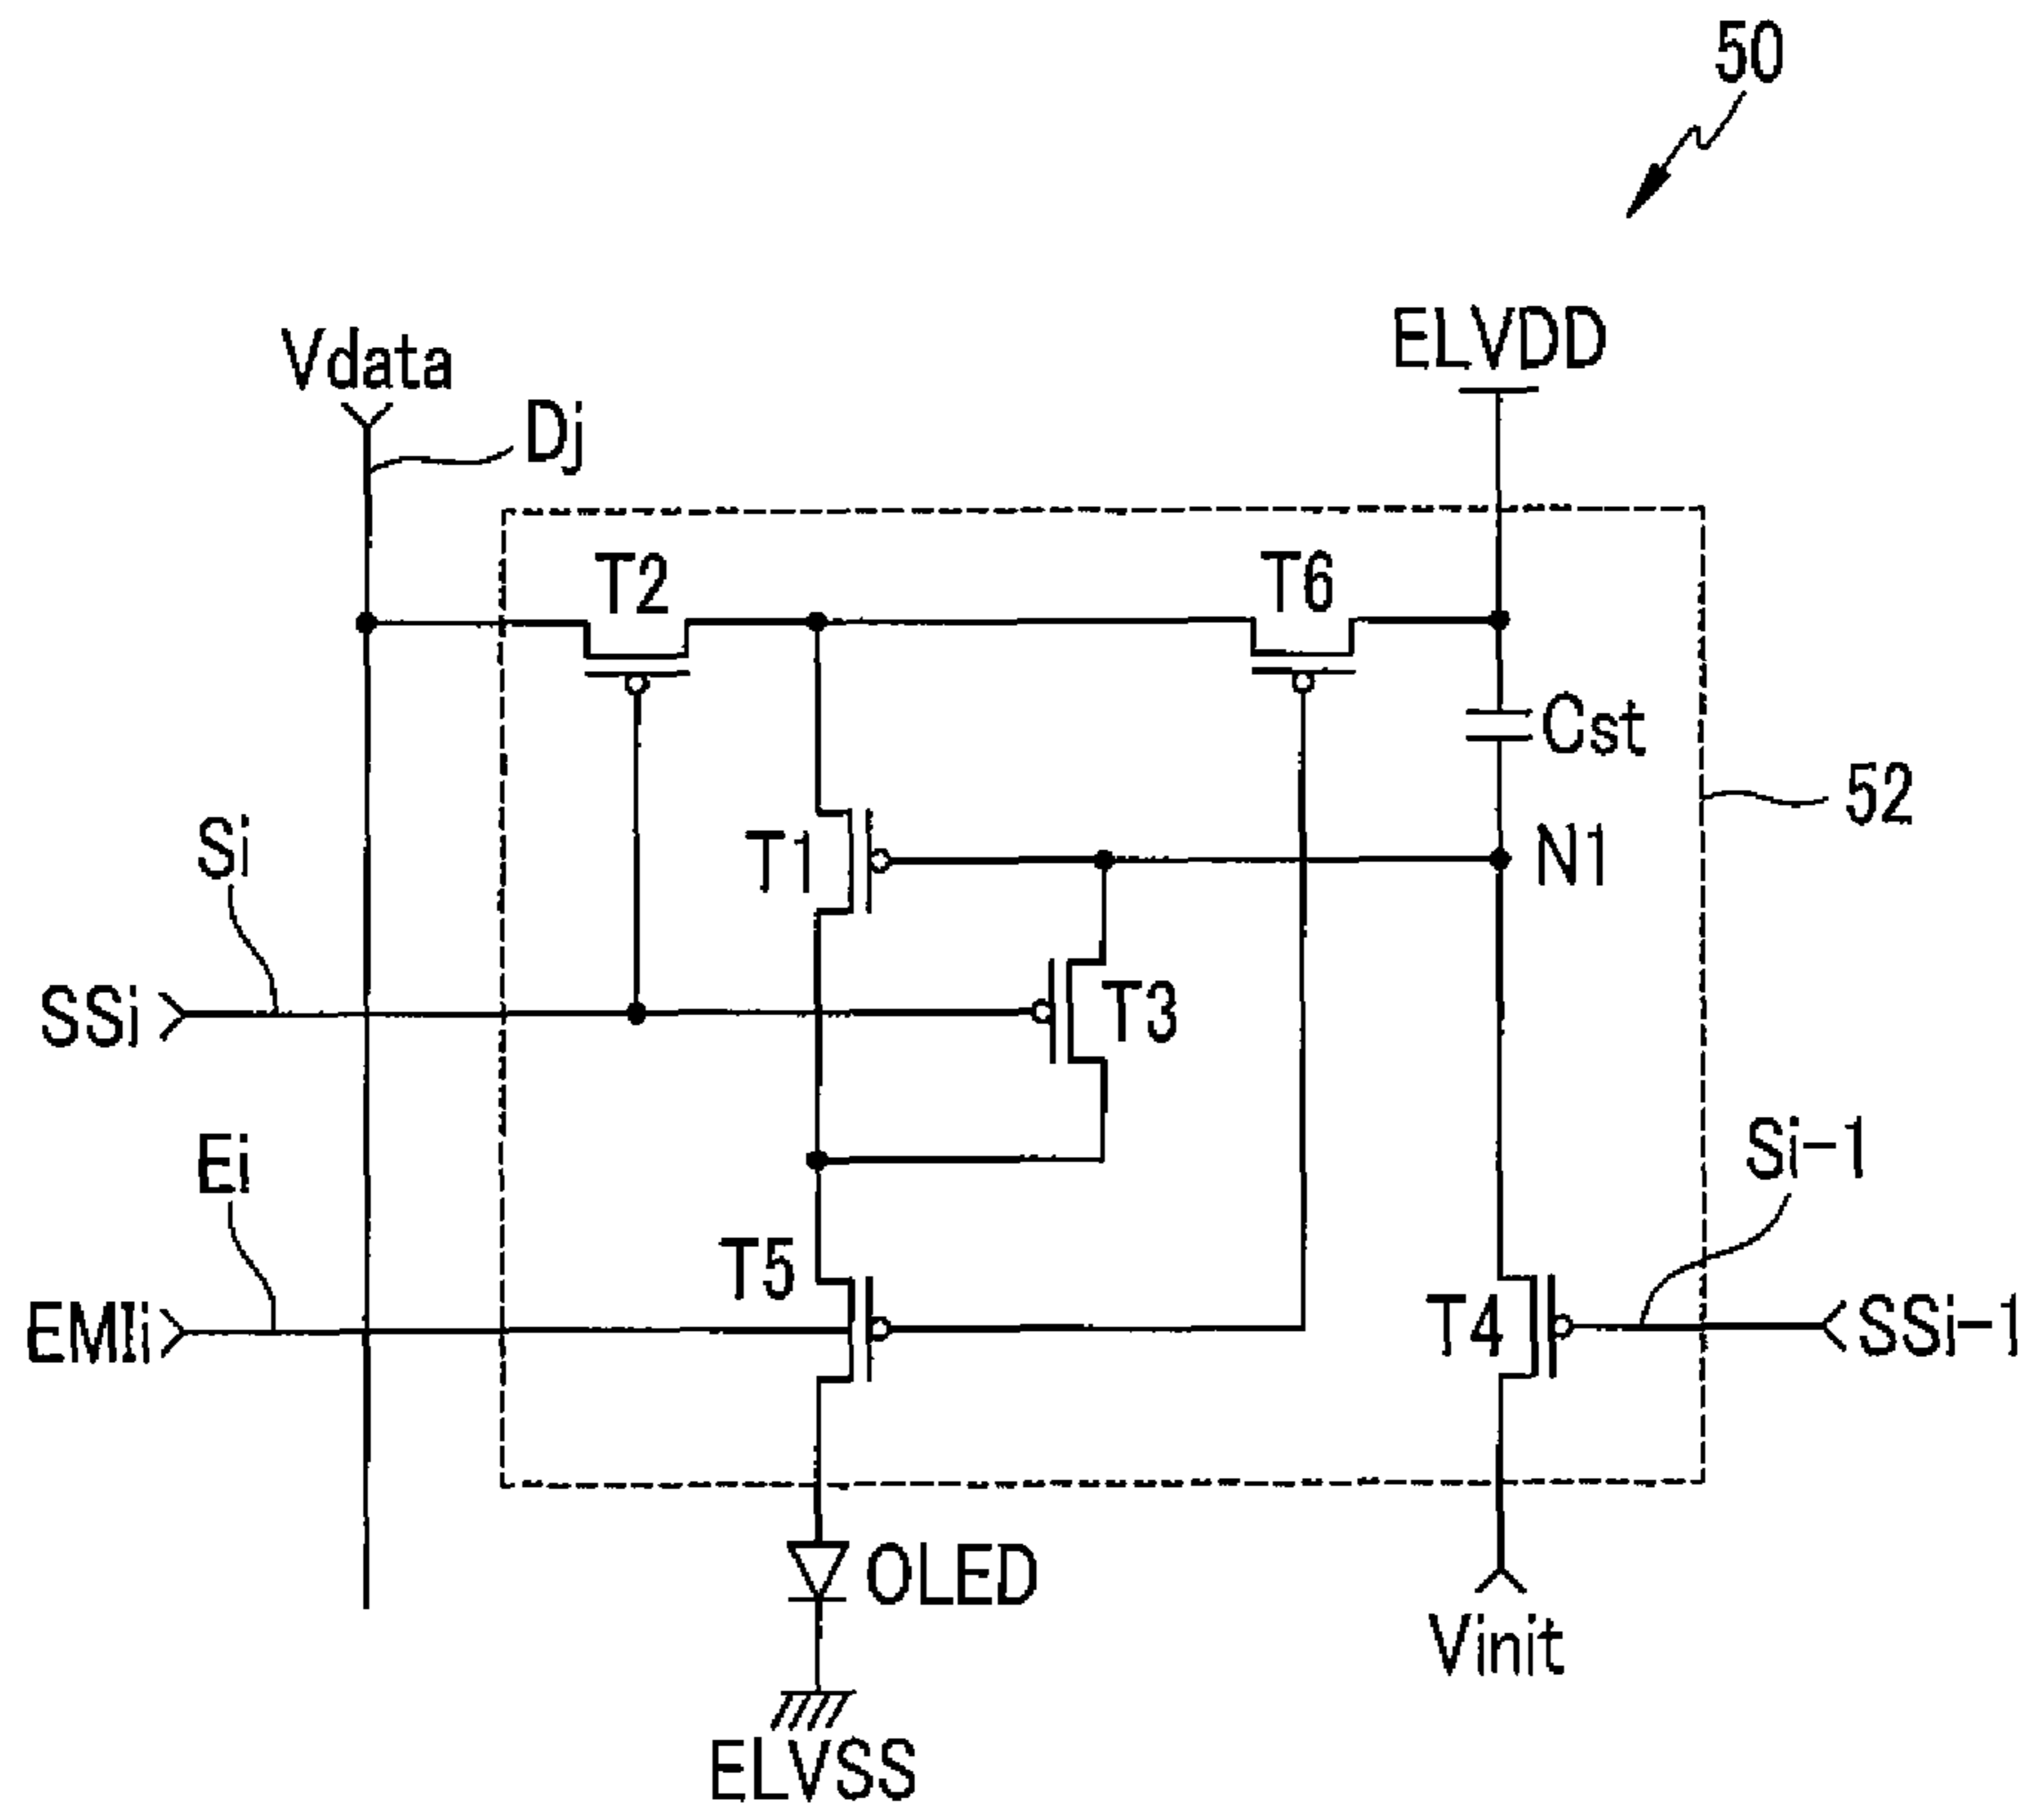 50
ELVDD
Vdata
Dj
T2
T6
Cst
52
Si
T1
N1
SSj
T3
Ei
Si-1
T5
EMIi
T4
SSi-1
OLED
Vinit
ELVSS